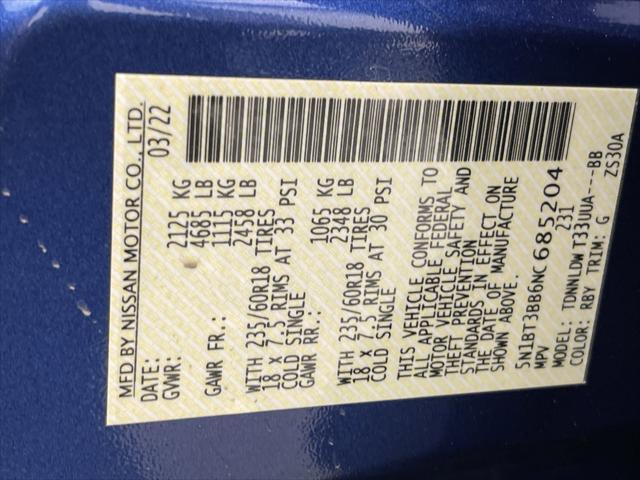 MFD BY NISSAN MOTOR CO., LTD.
DATE: 03/22
GVWR: 2125 KG
4685 LB
GAWR FR.: 1115 KG
2458 LB
WITH 235/60R18 TIRES
18 X 7.5 RIMS AT 33 PSI
COLD SINGLE
GAWR RR.: 1065 KG
2348 LB
WITH 235/60R18 TIRES
18 X 7.5 RIMS AT 30 PSI
COLD SINGLE
THIS VEHICLE CONFORMS TO
ALL APPLICABLE FEDERAL
MOTOR VEHICLE SAFETY AND
THEFT PREVENTION
STANDARDS IN EFFECT ON
THE DATE OF MANUFACTURE
SHOWN ABOVE.
5N1BT3BB6NC685204
MPV 231
MODEL: TDNNLDW T33UUA---BB
COLOR: RBY TRIM: G ZS30A